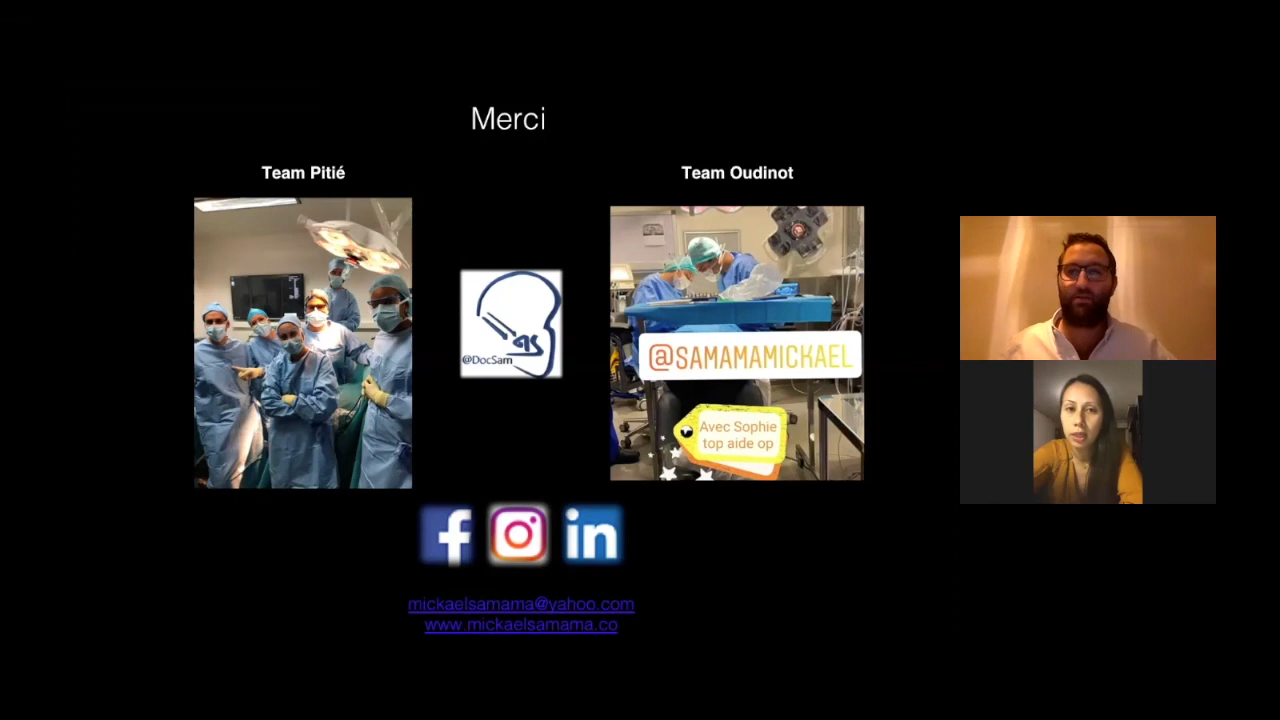 Merci
Team Pitié
Team Oudinot
@DocSam
@SAMAMAMICKAEL
Avec Sophie
top aide op
mickaelsamama@yahoo.com
www.mickaelsamama.co